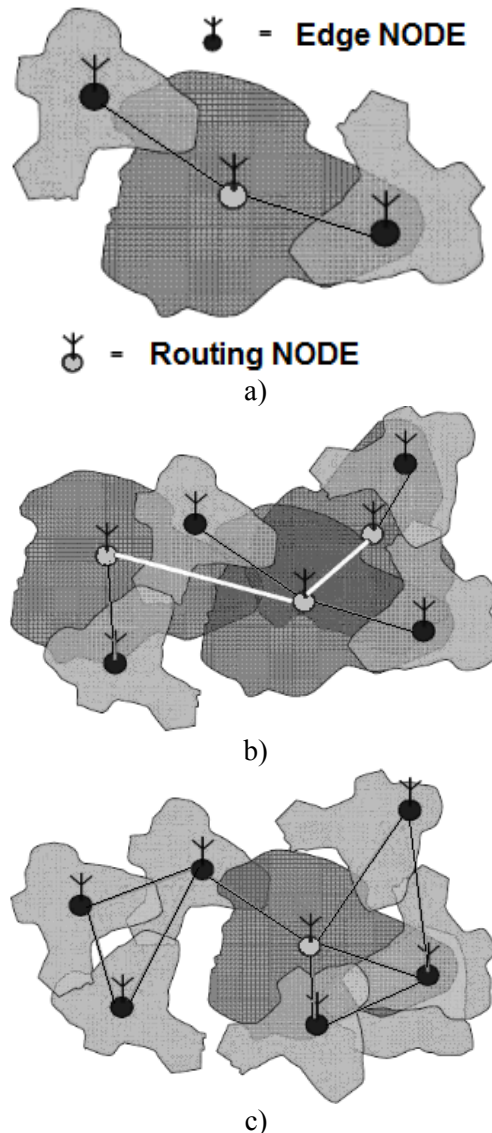 = Edge NODE
= Routing NODE
a)
b)
c)